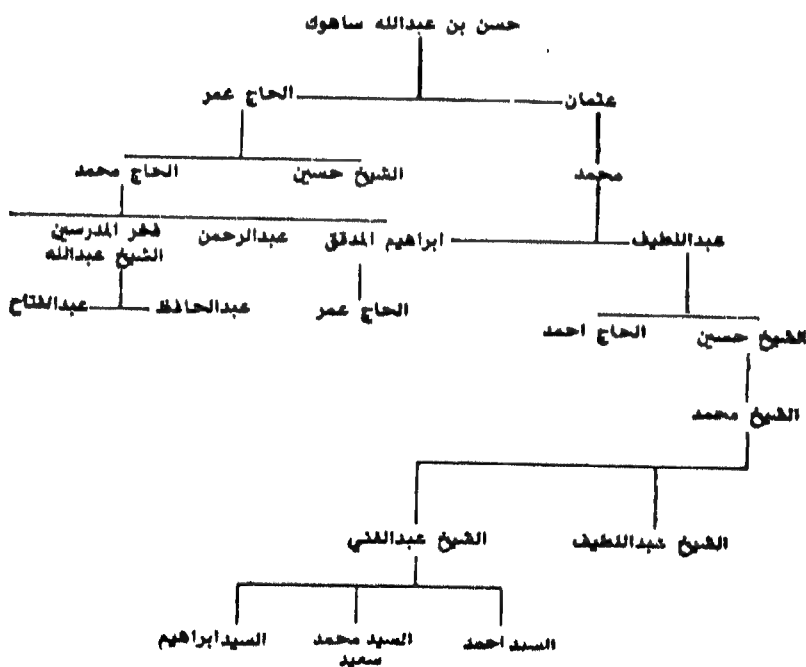 حسن بن عبدالله ساهوك
عثمان
الحاج عمر
محمد
الشيخ حسين
الحاج محمد
عبداللطيف
ابراهيم المدقق
عبدالرحمن
فخر المدرسين
الشيخ عبدالله
الحاج عمر
عبدالحافظ
عبدالفتاح
الشيخ حسين
الحاج احمد
الشيخ محمد
الشيخ عبداللطيف
الشيخ عبدالغني
السيد احمد
السيد محمد
سعيد
السيد ابراهيم